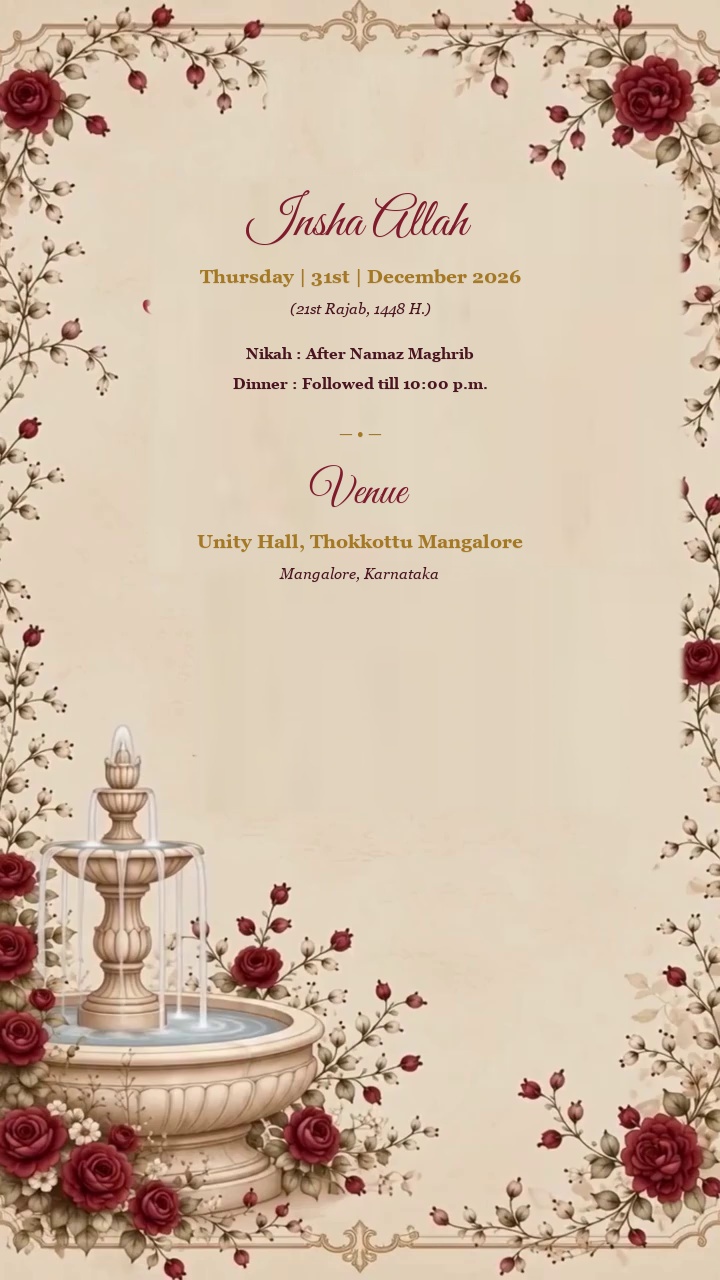 Insha Allah
Thursday | 31st | December 2026
(21st Rajab, 1448 H.)
Nikah : After Namaz Maghrib
Dinner : Followed till 10:00 p.m.
Venue
Unity Hall, Thokkottu Mangalore
Mangalore, Karnataka